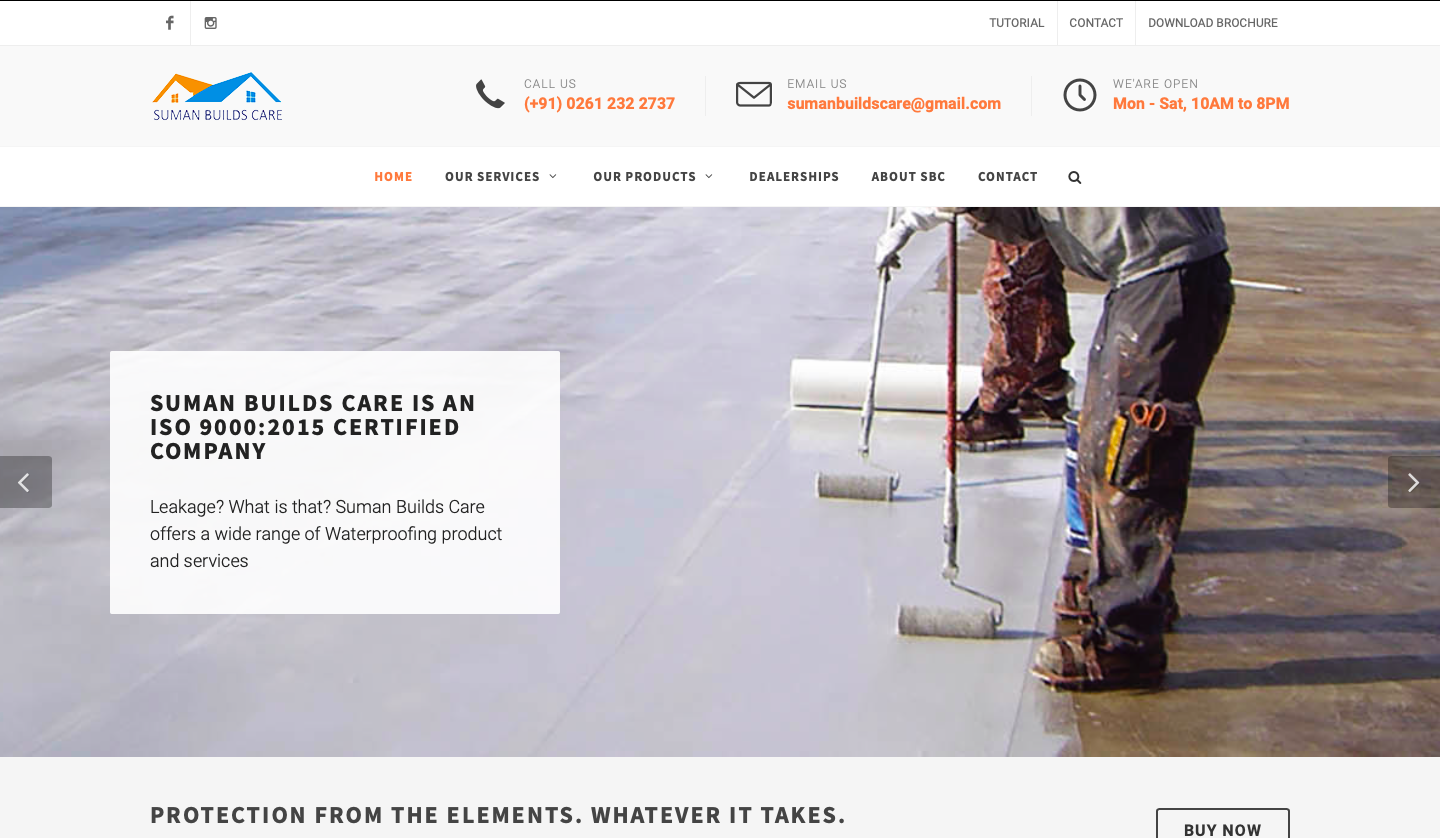 TUTORIAL
CONTACT
DOWNLOAD BROCHURE
SUMAN BUILDS CARE
CALL US
(+91) 0261 232 2737
EMAIL US
sumanbuildscare@gmail.com
WE'ARE OPEN
Mon - Sat, 10AM to 8PM
HOME
OUR SERVICES
OUR PRODUCTS
DEALERSHIPS
ABOUT SBC
CONTACT
SUMAN BUILDS CARE IS AN
ISO 9000:2015 CERTIFIED
COMPANY
Leakage? What is that? Suman Builds Care
offers a wide range of Waterproofing product
and services
PROTECTION FROM THE ELEMENTS. WHATEVER IT TAKES.
BUY NOW